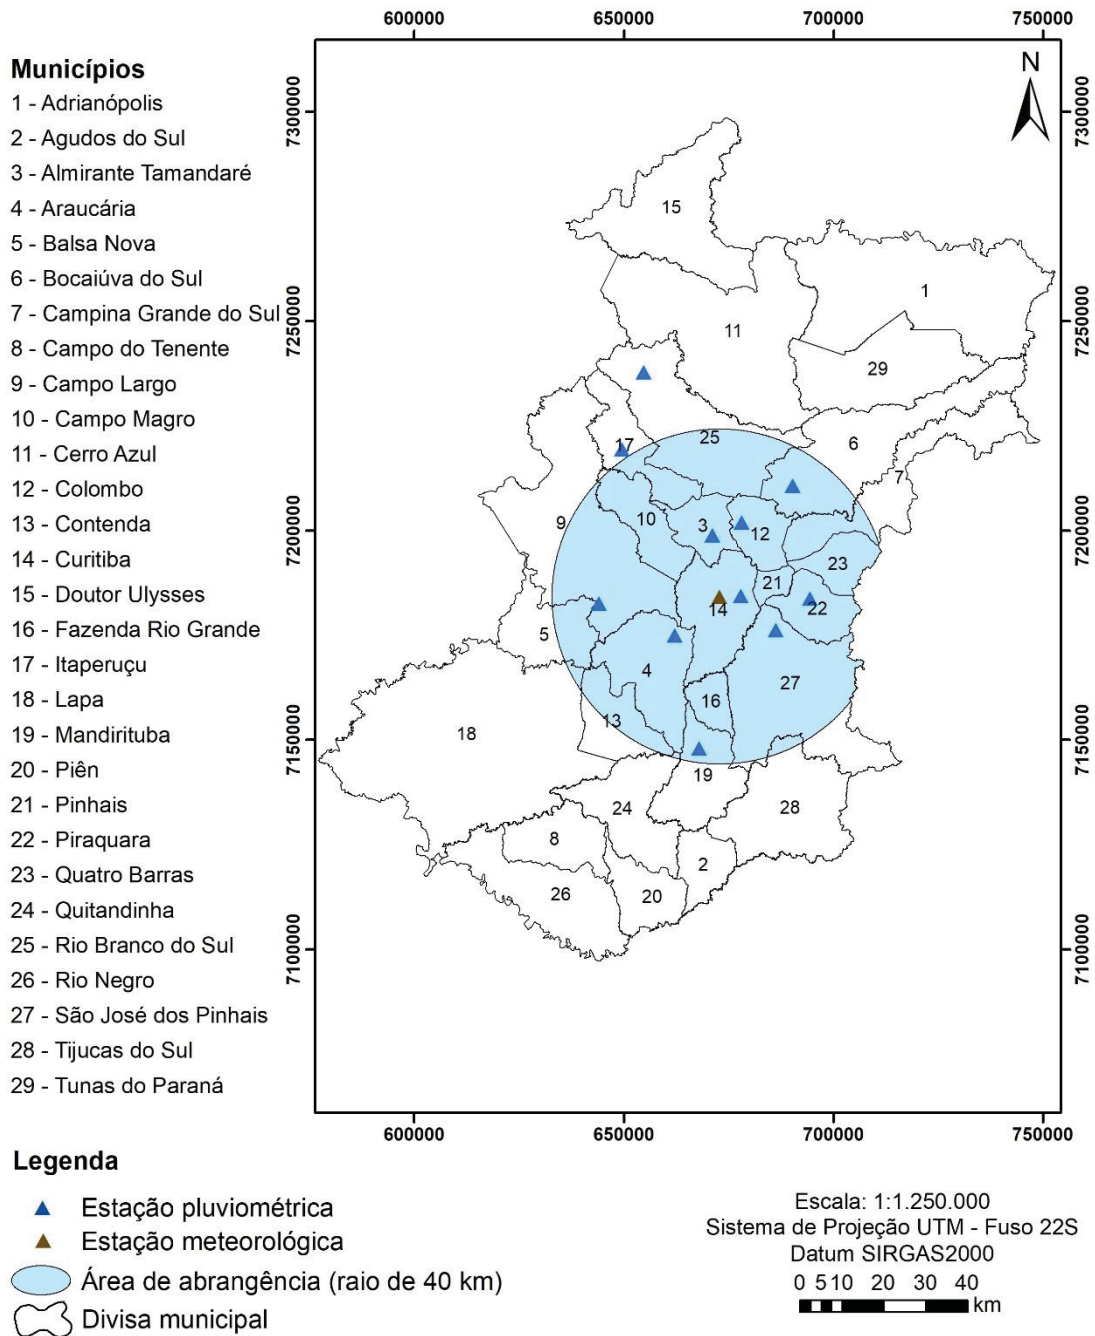 600000 650000 700000 750000
Municípios
1 - Adrianópolis
2 - Agudos do Sul
3 - Almirante Tamandaré
4 - Araucária
5 - Balsa Nova
6 - Bocaiúva do Sul
7 - Campina Grande do Sul
8 - Campo do Tenente
9 - Campo Largo
10 - Campo Magro
11 - Cerro Azul
12 - Colombo
13 - Contenda
14 - Curitiba
15 - Doutor Ulysses
16 - Fazenda Rio Grande
17 - Itaperuçu
18 - Lapa
19 - Mandirituba
20 - Piên
21 - Pinhais
22 - Piraquara
23 - Quatro Barras
24 - Quitandinha
25 - Rio Branco do Sul
26 - Rio Negro
27 - São José dos Pinhais
28 - Tijucas do Sul
29 - Tunas do Paraná
7300000
7250000
7200000
7150000
7100000
N
15
1
11
29
25
6
17
7
9
10
3
12
23
21
22
14
5
4
27
16
13
18
19
24
28
8
2
26
20
7300000
7250000
7200000
7150000
7100000
600000 650000 700000 750000
Legenda
Estação pluviométrica
Estação meteorológica
Área de abrangência (raio de 40 km)
Divisa municipal
Escala: 1:1.250.000
Sistema de Projeção UTM - Fuso 22S
Datum SIRGAS2000
0 5 10 20 30 40
km